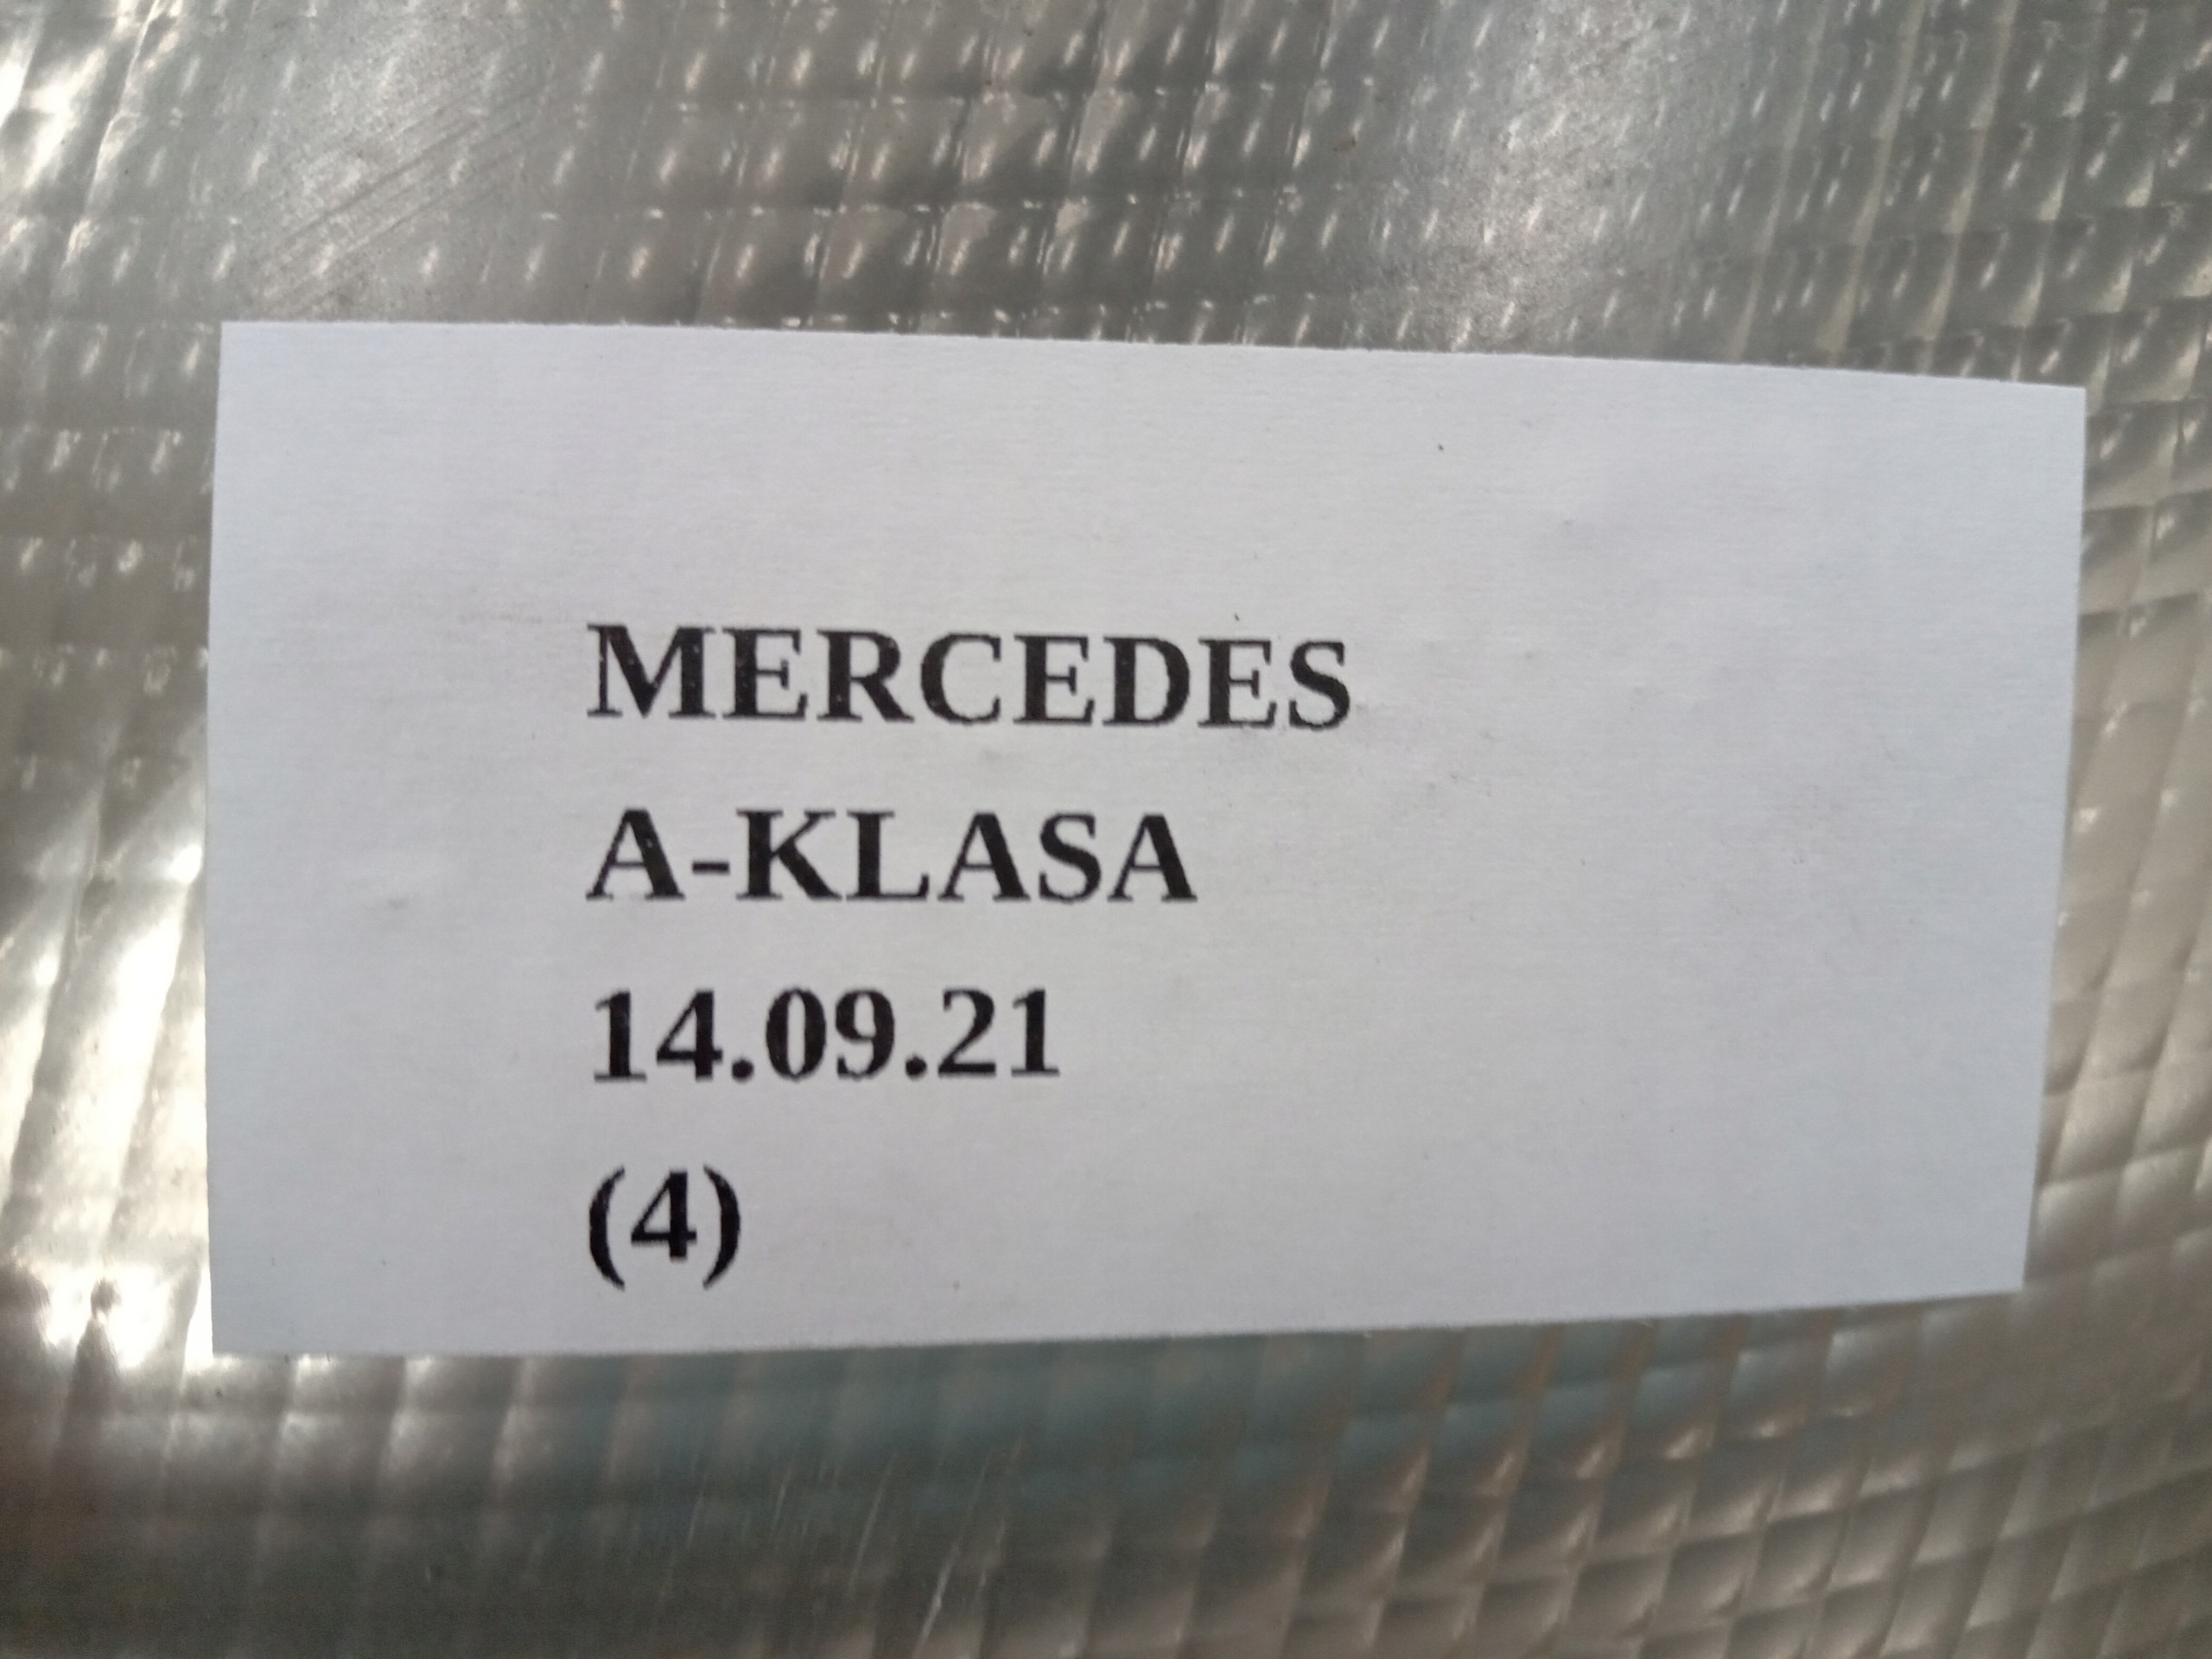 MERCEDES
A-KLASA
14.09.21
(4)